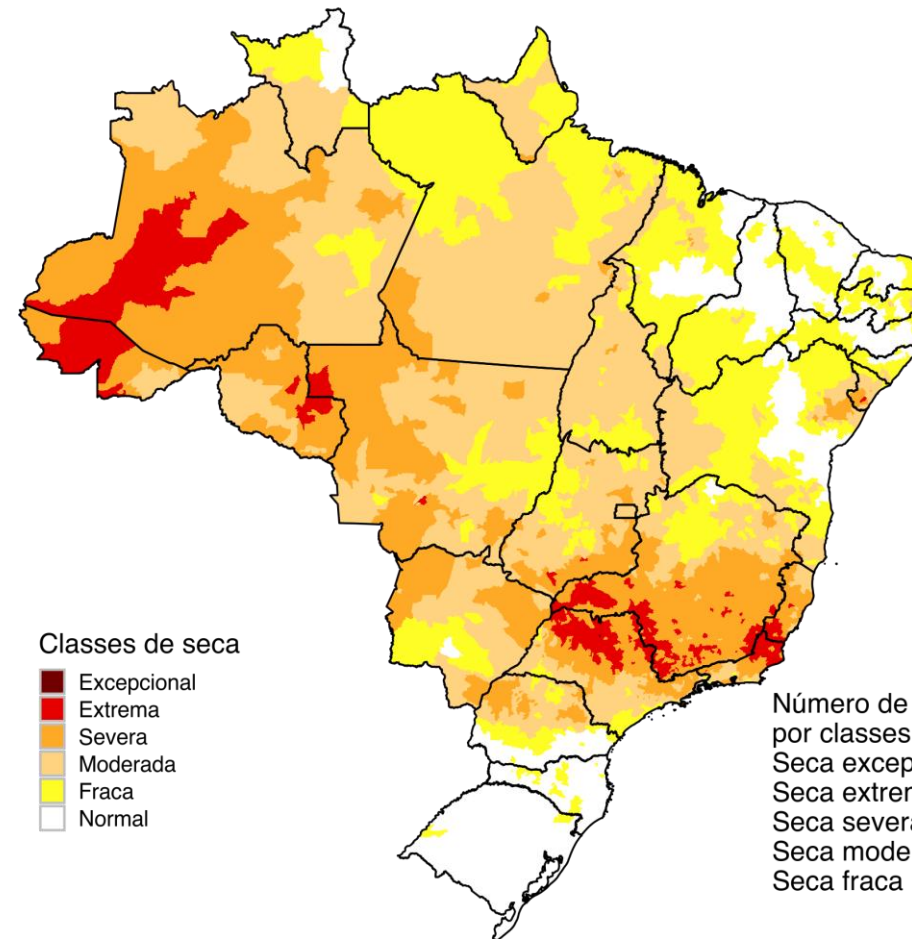 Classes de seca
Excepcional
Extrema
Severa
Moderada
Fraca
Normal
Número de
por classes
Seca excep
Seca extrer
Seca severa
Seca mode
Seca fraca